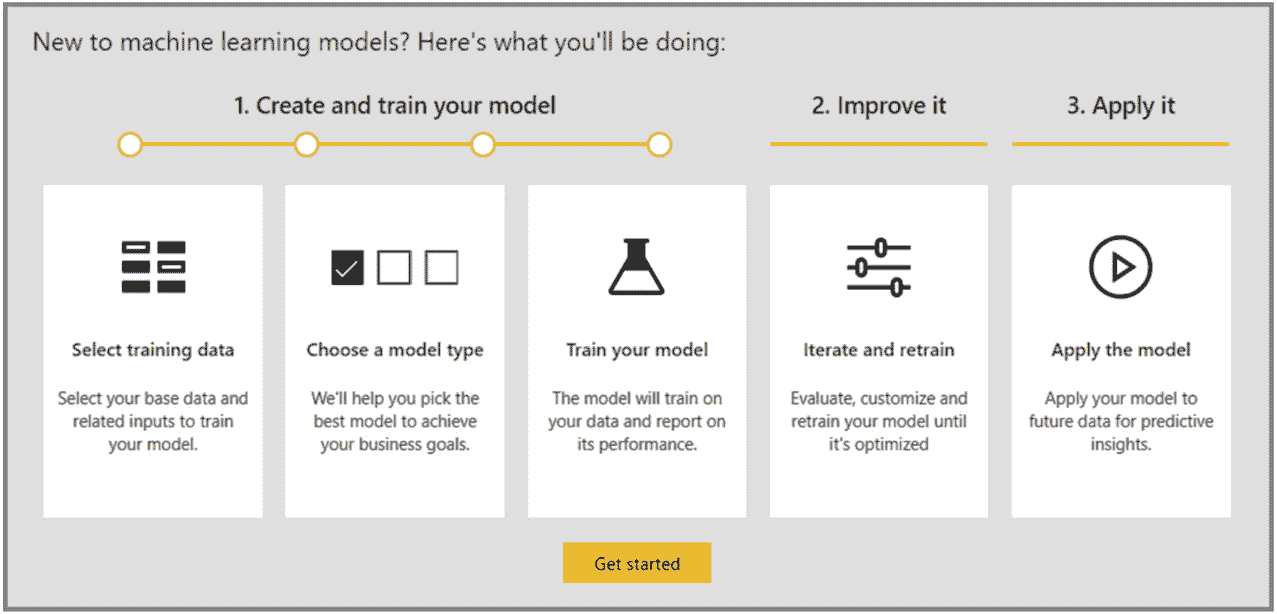 New to machine learning models? Here's what you'll be doing:
1. Create and train your model
2. Improve it
3. Apply it
Select training data
Select your base data and
related inputs to train
your model.
Choose a model type
We'll help you pick the
best model to achieve
your business goals.
Train your model
The model will train on
your data and report on
its performance.
Iterate and retrain
Evaluate, customize and
retrain your model until
it's optimized
Apply the model
Apply your model to
future data for predictive
insights.
Get started